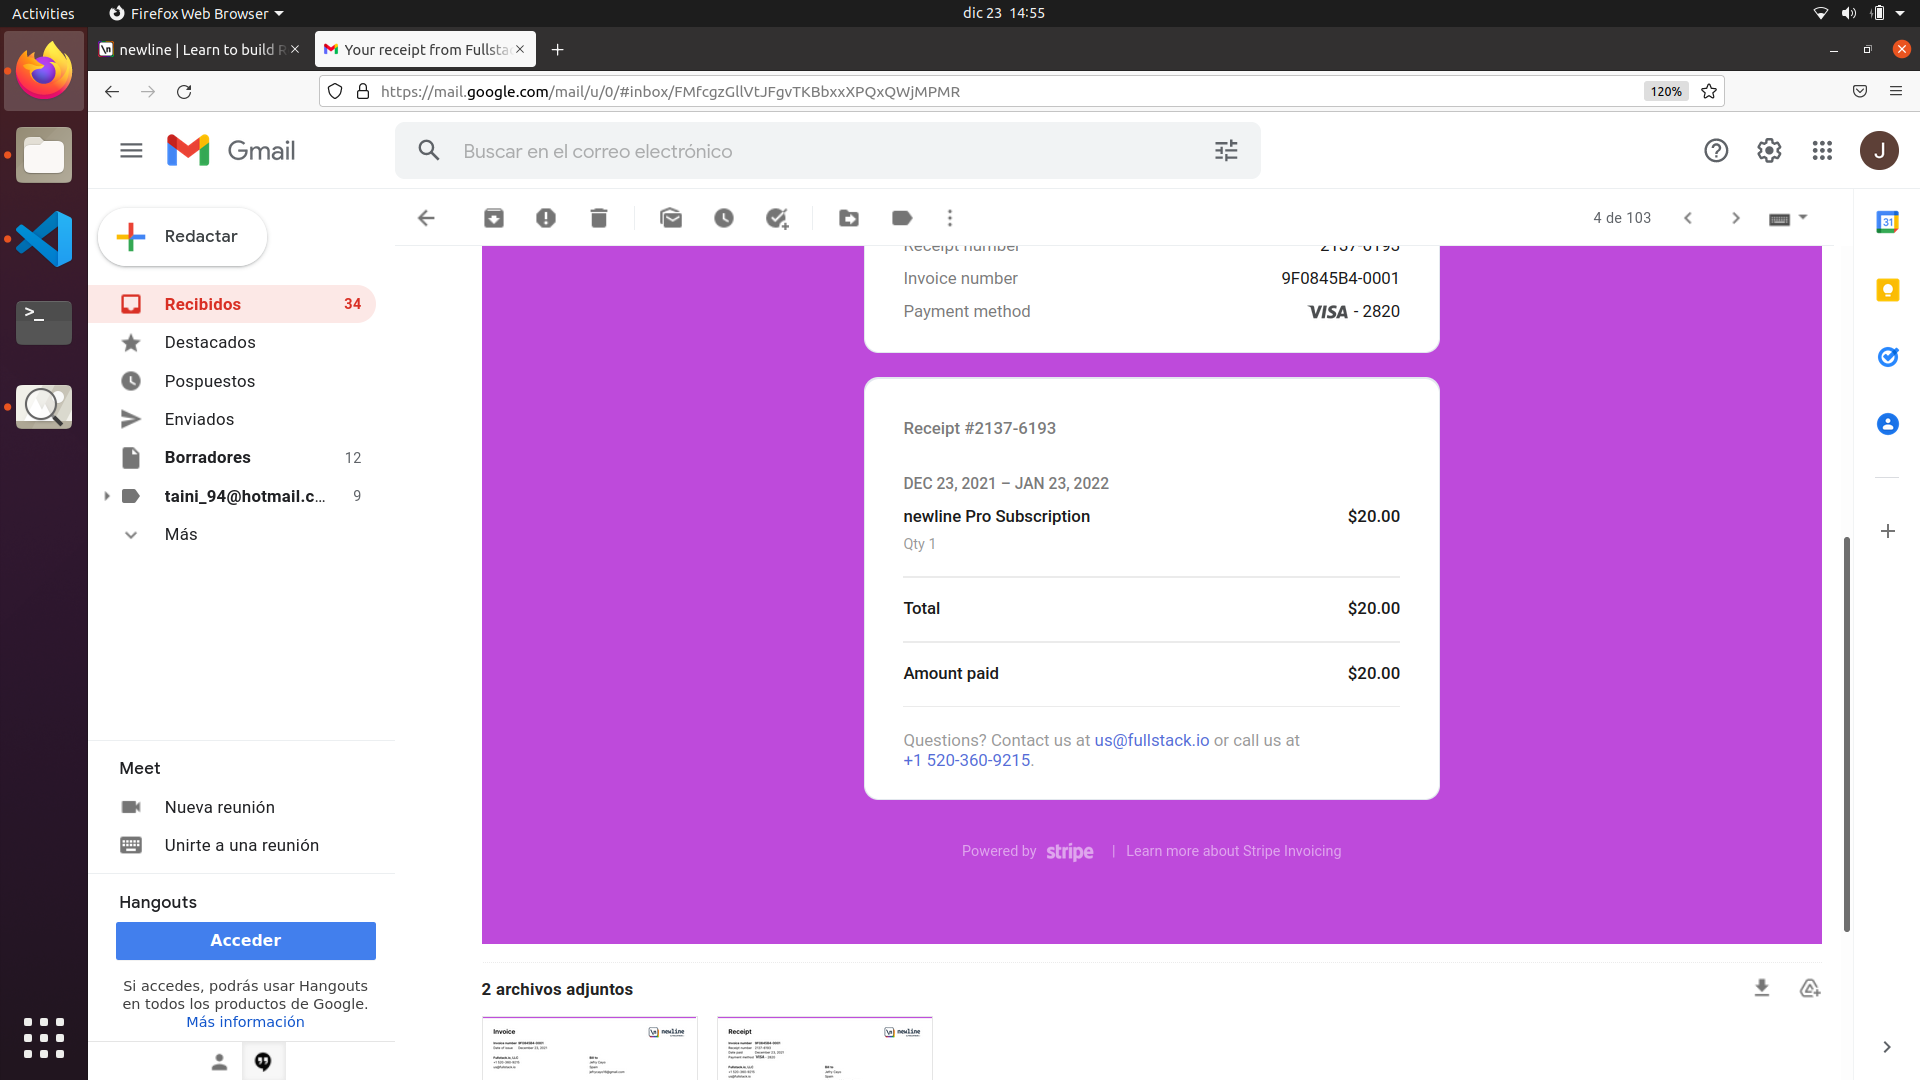 Activities
Firefox Web Browser
dic 23 14:55
newline | Learn to build R
Your receipt from Fullsta
https://mail.google.com/mail/u/0/#inbox/FMfcgzGllVtJFgvTKBbxxXPQxQWjMPMR
120%
Gmail
Buscar en el correo electrónico
J
Redactar
4 de 103
31
Recibidos 34
Destacados
Pospuestos
Enviados
Borradores 12
taini_94@hotmail.c... 9
Más
Meet
Nueva reunión
Unirte a una reunión
Hangouts
Acceder
Si accedes, podrás usar Hangouts
en todos los productos de Google.
Más información
Receipt number 2137-6193
Invoice number 9F0845B4-0001
Payment method VISA - 2820
Receipt #2137-6193
DEC 23, 2021 – JAN 23, 2022
newline Pro Subscription $20.00
Qty 1
Total $20.00
Amount paid $20.00
Questions? Contact us at us@fullstack.io or call us at
+1 520-360-9215.
Powered by stripe | Learn more about Stripe Invoicing
2 archivos adjuntos
Invoice
newline
Receipt
newline